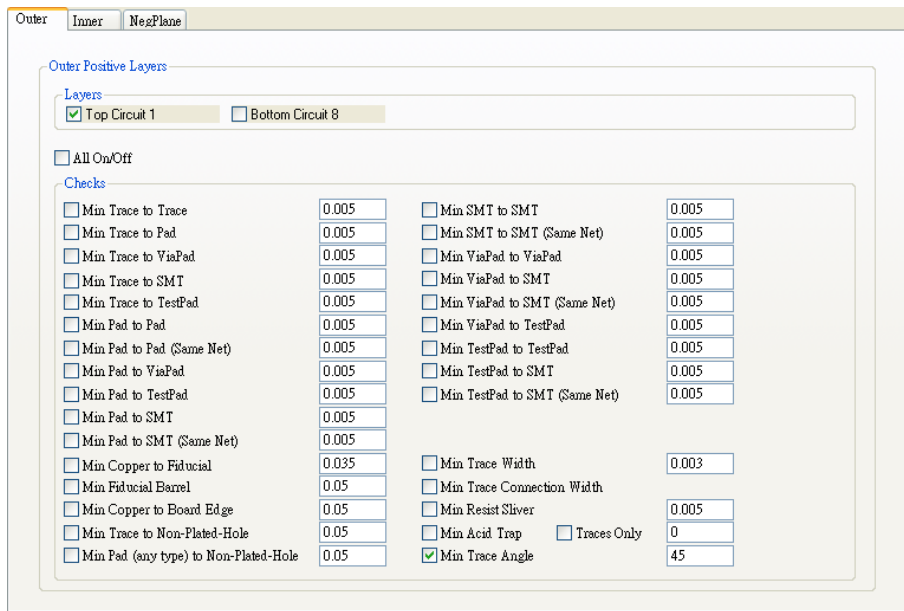 Outer Inner NegPlane
Outer Positive Layers
Layers
Top Circuit 1 Bottom Circuit 8
All On/Off
Checks
Min Trace to Trace 0.005 Min SMT to SMT 0.005
Min Trace to Pad 0.005 Min SMT to SMT (Same Net) 0.005
Min Trace to ViaPad 0.005 Min ViaPad to ViaPad 0.005
Min Trace to SMT 0.005 Min ViaPad to SMT 0.005
Min Trace to TestPad 0.005 Min ViaPad to SMT (Same Net) 0.005
Min Pad to Pad 0.005 Min ViaPad to TestPad 0.005
Min Pad to Pad (Same Net) 0.005 Min TestPad to TestPad 0.005
Min Pad to ViaPad 0.005 Min TestPad to SMT 0.005
Min Pad to TestPad 0.005 Min TestPad to SMT (Same Net) 0.005
Min Pad to SMT 0.005
Min Pad to SMT (Same Net) 0.005
Min Copper to Fiducial 0.035 Min Trace Width 0.003
Min Fiducial Barrel 0.05 Min Trace Connection Width
Min Copper to Board Edge 0.05 Min Resist Sliver 0.005
Min Trace to Non-Plated-Hole 0.05 Min Acid Trap Traces Only 0
Min Pad (any type) to Non-Plated-Hole 0.05 Min Trace Angle 45